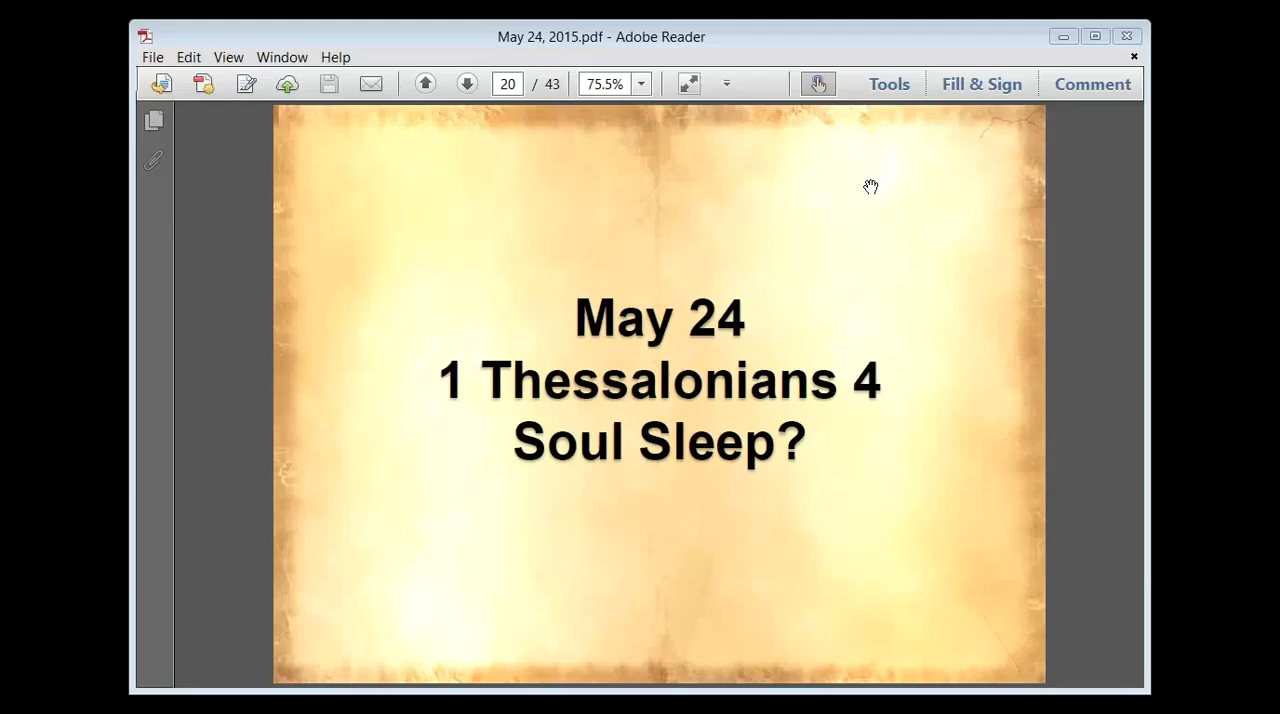 May 24, 2015.pdf - Adobe Reader
File Edit View Window Help
20 / 43 75.5% Tools Fill & Sign Comment
May 24
1 Thessalonians 4
Soul Sleep?